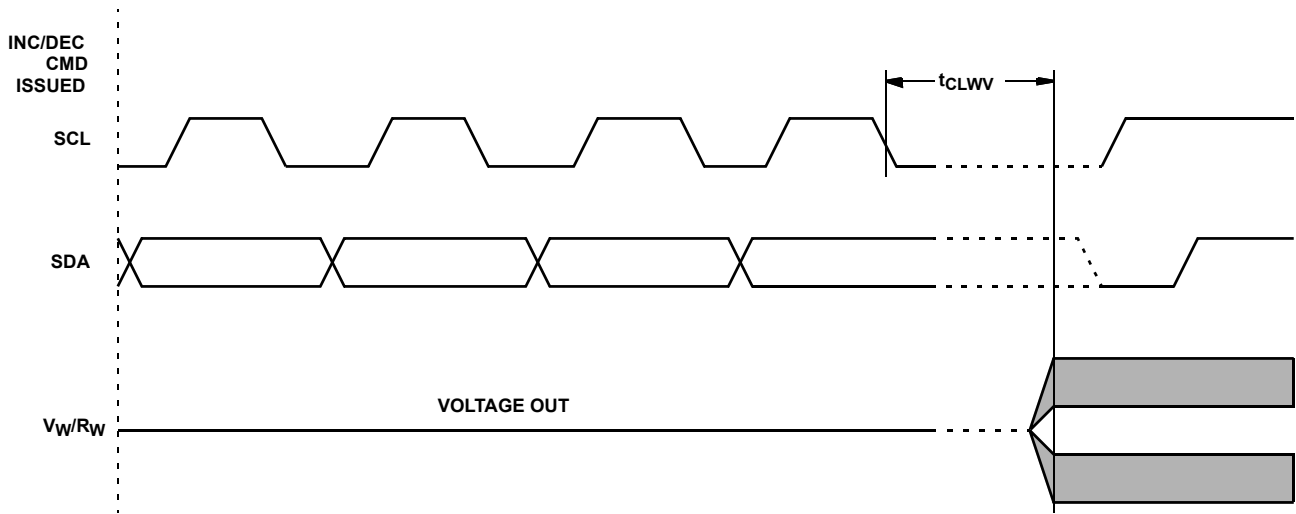 INC/DEC
CMD
ISSUED
tCLWV
SCL
SDA
VOLTAGE OUT
VW/RW